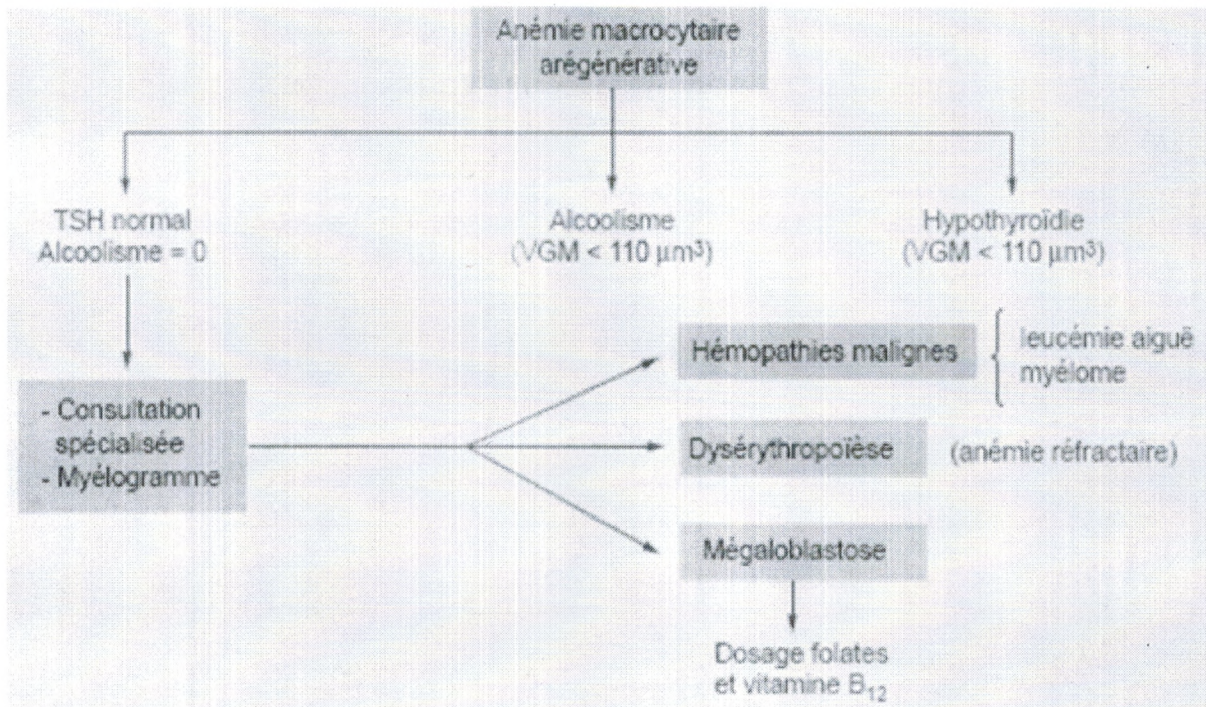 Anémie macrocytaire
arégénérative
TSH normal
Alcoolisme = 0
Alcoolisme
(VGM < 110 µm³)
Hypothyroïdie
(VGM < 110 µm³)
- Consultation
spécialisée
- Myélogramme
Hémopathies malignes
leucémie aiguë
myélome
Dysérythropoïèse
(anémie réfractaire)
Mégaloblastose
Dosage folates
et vitamine B₁₂